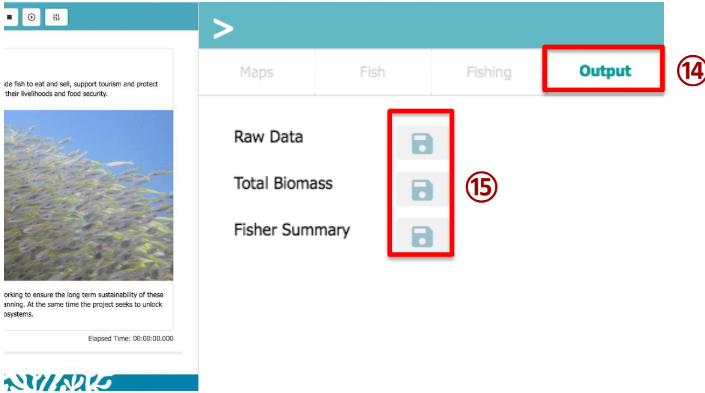 >
Maps Fish Fishing Output ⑭
de fish to eat and sell, support tourism and protect
their livelihoods and food security.
Raw Data
Total Biomass ⑮
Fisher Summary
orking to ensure the long term sustainability of these
anning. At the same time the project seeks to unlock
osystems.
Elapsed Time: 00:00:00.000